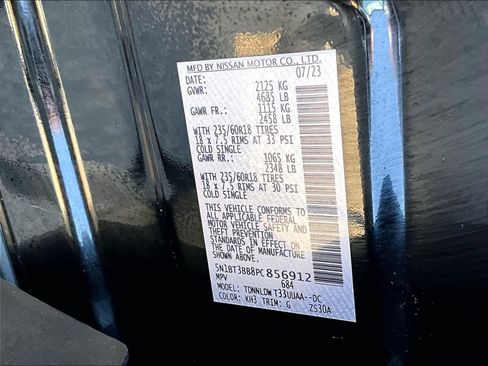 MFD BY NISSAN MOTOR CO., LTD.
DATE: 07/23
GVWR: 2125 KG
4685 LB
GAWR FR.: 1115 KG
2458 LB
WITH 235/60R18 TIRES
18 x 7.5 RIMS AT 33 PSI
COLD SINGLE
GAWR RR.: 1065 KG
2348 LB
WITH 235/60R18 TIRES
18 x 7.5 RIMS AT 30 PSI
COLD SINGLE
THIS VEHICLE CONFORMS TO
ALL APPLICABLE FEDERAL
MOTOR VEHICLE SAFETY AND
STANDARDS IN EFFECT ON
THE DATE OF MANUFACTURE
SHOWN ABOVE.
5N1BT3BB8PC856912
MPV 684
MODEL: TDNNLDW T33UUAA--DC
COLOR: KH3 TRIM: G ZS30A